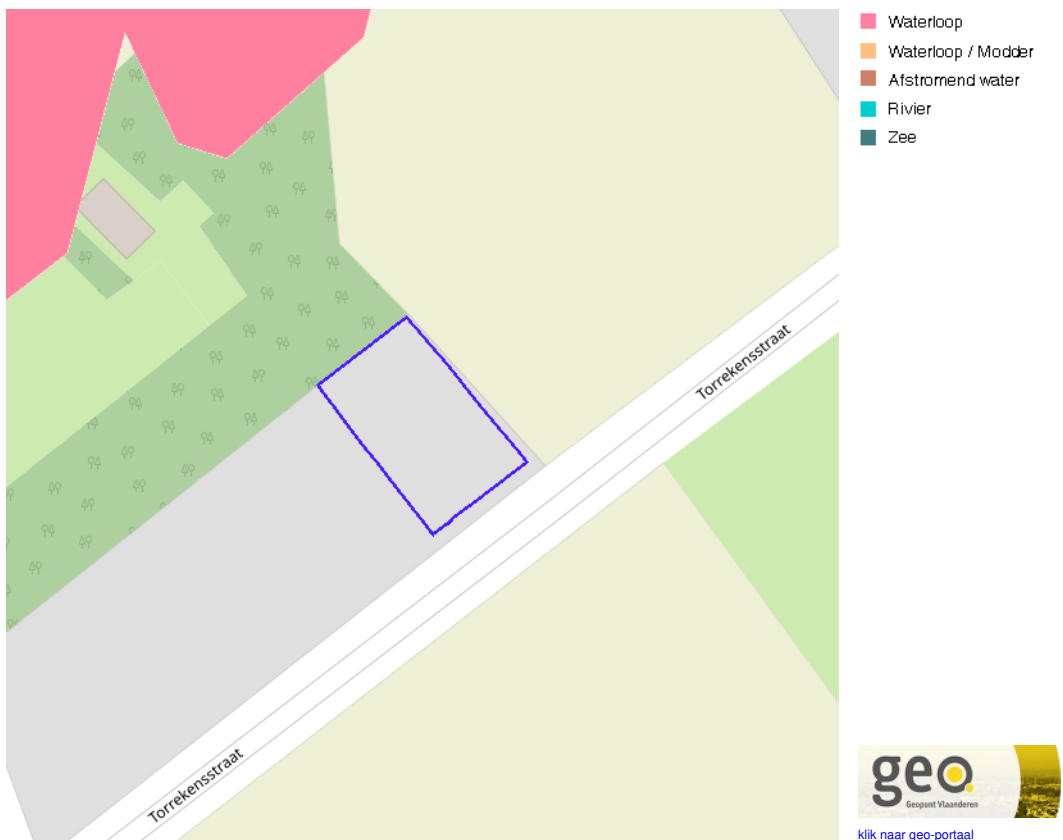 Waterloop
Waterloop / Modder
Afstromend water
Rivier
Zee
Torrekensstraat
Torrekensstraat
geo.
Geopunt Vlaanderen
klik naar geo-portaal